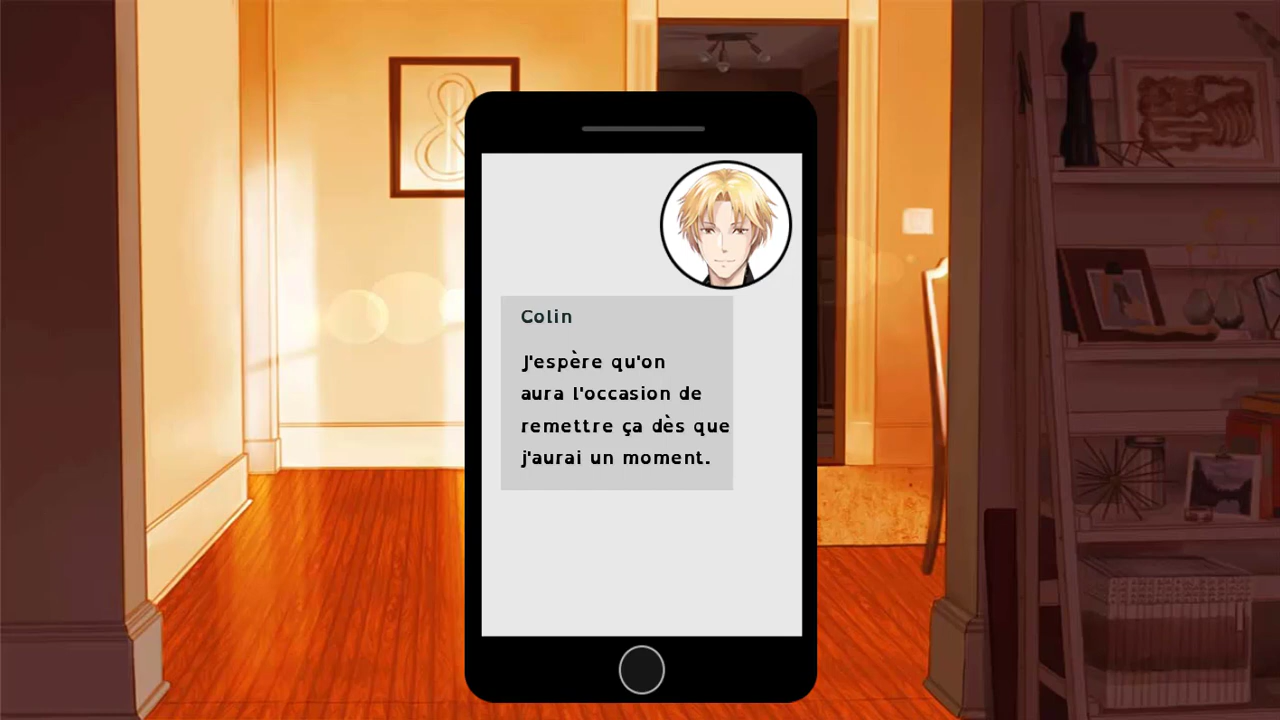 Colin
J'espère qu'on
aura l'occasion de
remettre ça dès que
j'aurai un moment.